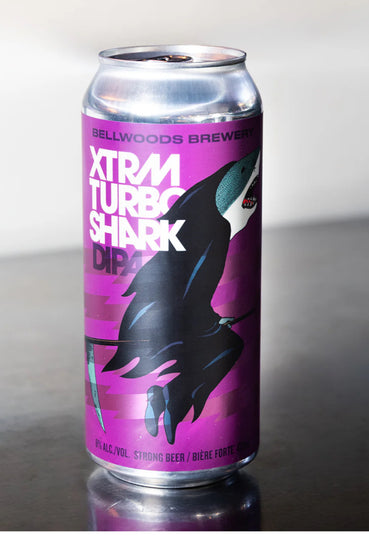 BELLWOODS BREWERY
XTRM
TURBO
SHARK
DIPA
8% ALC./VOL. STRONG BEER / BIÈRE FORTE